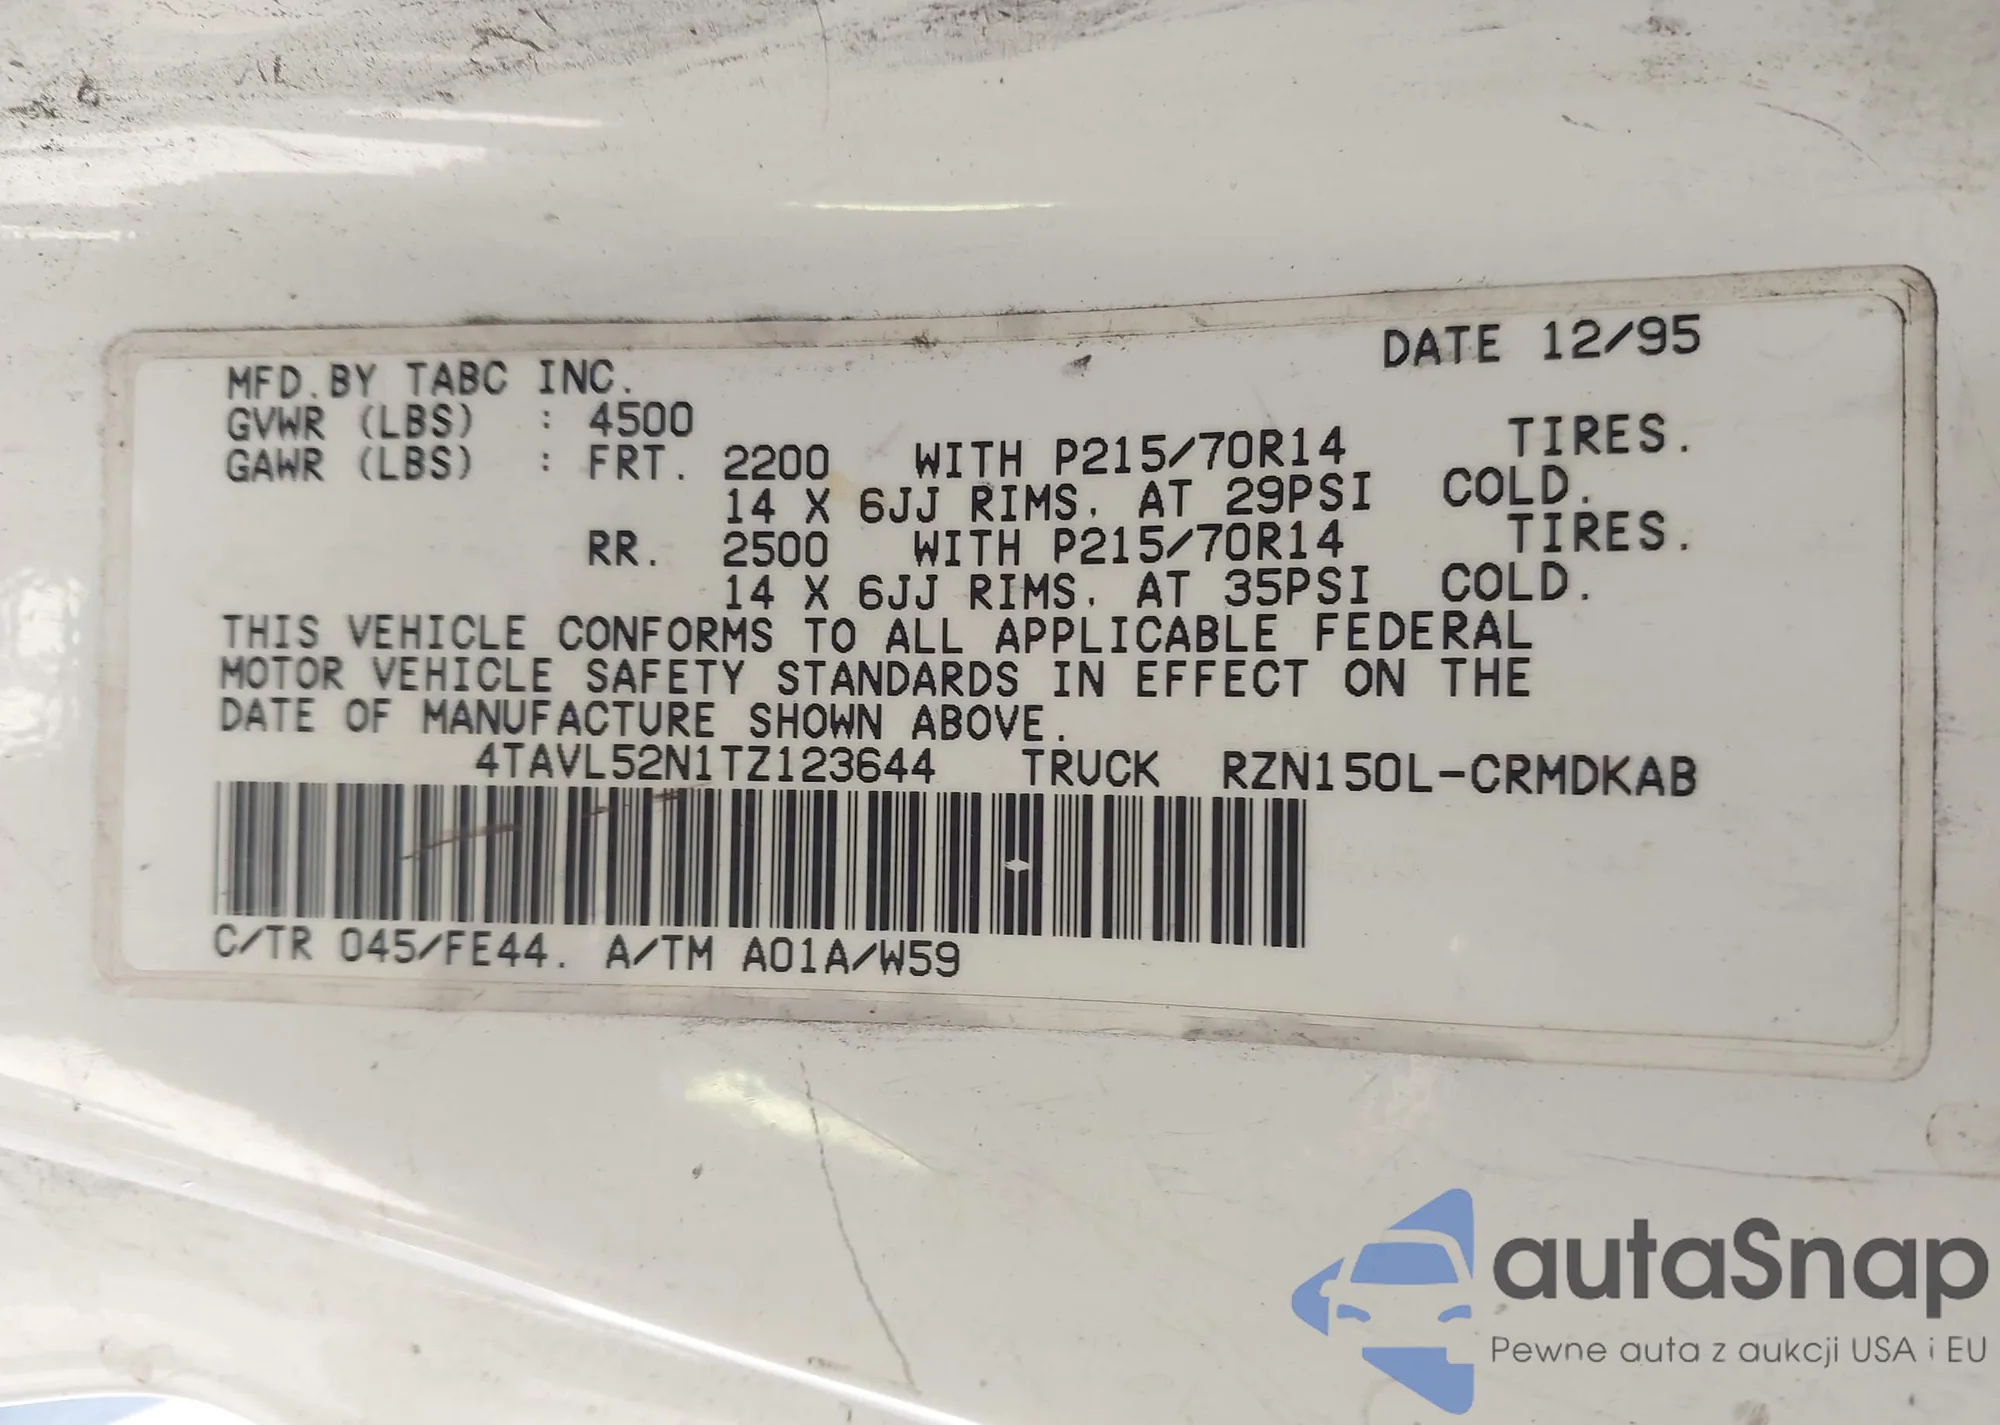 DATE 12/95
MFD.BY TABC INC.
GVWR (LBS) : 4500
GAWR (LBS) : FRT. 2200 WITH P215/70R14 TIRES.
14 X 6JJ RIMS. AT 29PSI COLD.
RR. 2500 WITH P215/70R14 TIRES.
14 X 6JJ RIMS. AT 35PSI COLD.
THIS VEHICLE CONFORMS TO ALL APPLICABLE FEDERAL
MOTOR VEHICLE SAFETY STANDARDS IN EFFECT ON THE
DATE OF MANUFACTURE SHOWN ABOVE.
4TAVL52N1TZ123644 TRUCK RZN150L-CRMDKAB
C/TR 045/FE44. A/TM A01A/W59
autaSnap
Pewne auta z aukcji USA i EU